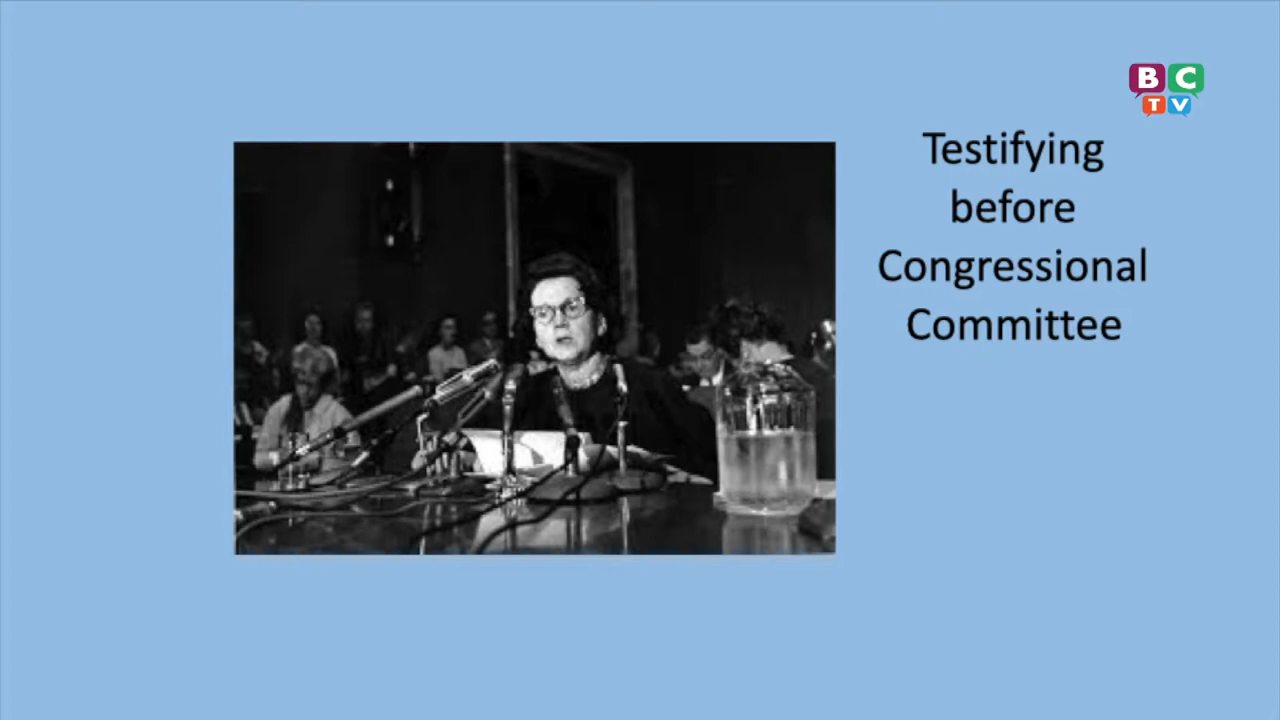 BC
TV
Testifying
before
Congressional
Committee